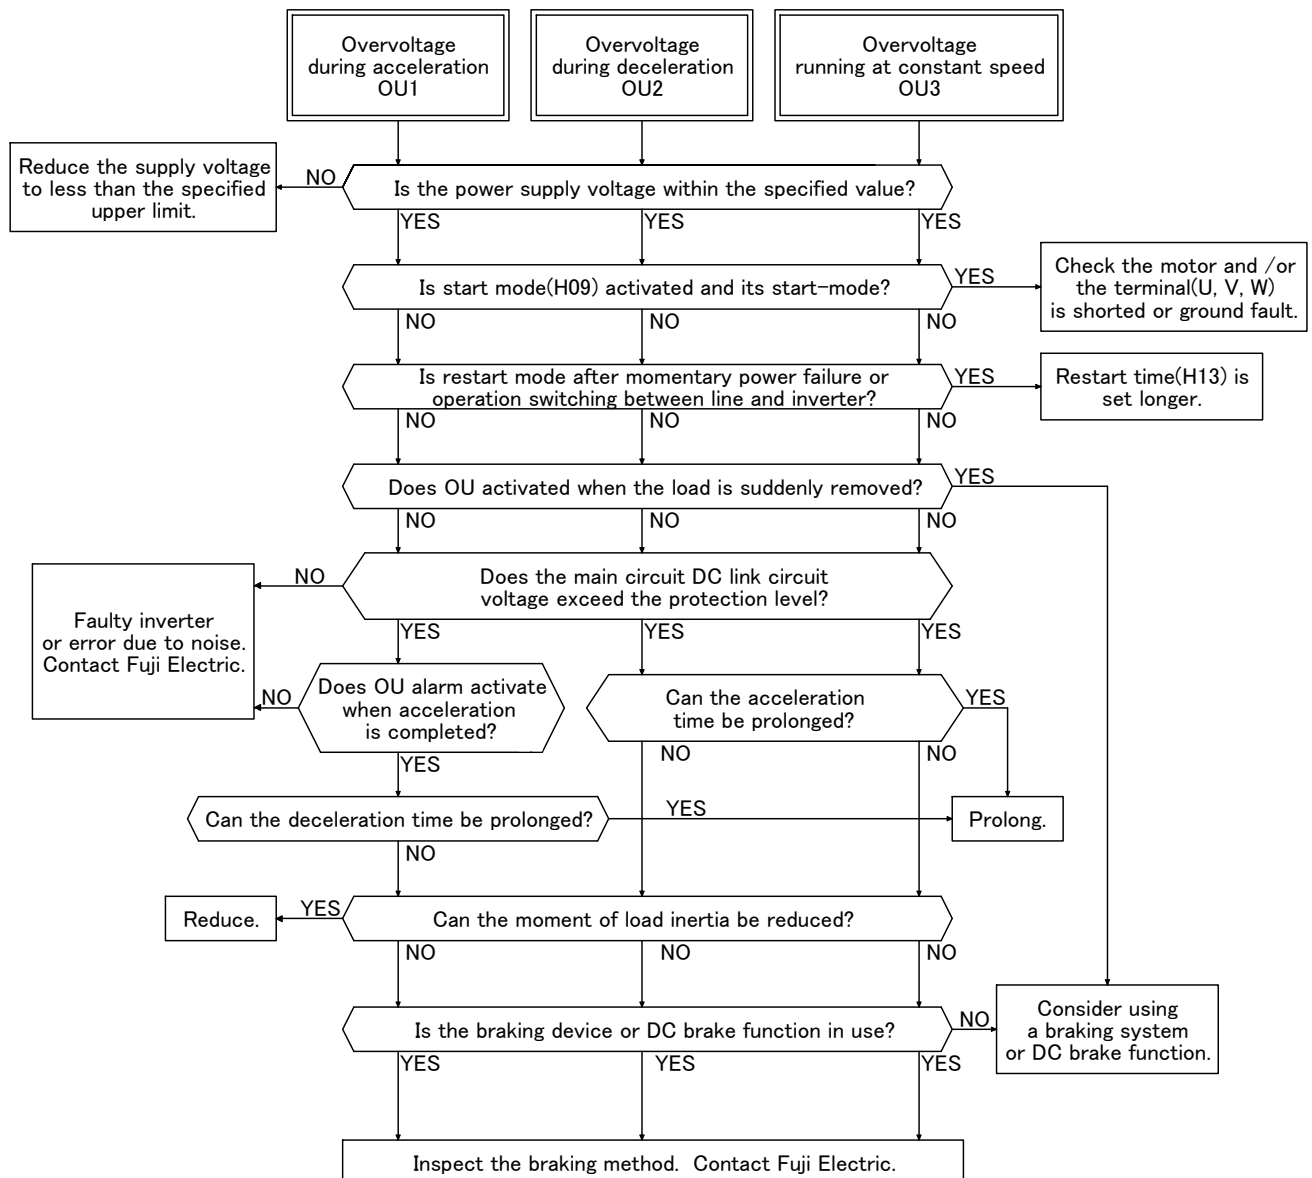 Overvoltage
during acceleration
OU1
Overvoltage
during deceleration
OU2
Overvoltage
running at constant speed
OU3
Reduce the supply voltage
to less than the specified
upper limit.
NO
Is the power supply voltage within the specified value?
YES
YES
YES
Is start mode(H09) activated and its start-mode?
YES
Check the motor and /or
the terminal(U, V, W)
is shorted or ground fault.
NO
NO
NO
Is restart mode after momentary power failure or
operation switching between line and inverter?
YES
Restart time(H13) is
set longer.
NO
NO
NO
Does OU activated when the load is suddenly removed?
YES
NO
NO
NO
Faulty inverter
or error due to noise.
Contact Fuji Electric.
NO
Does the main circuit DC link circuit
voltage exceed the protection level?
YES
YES
YES
NO
Does OU alarm activate
when acceleration
is completed?
Can the acceleration
time be prolonged?
YES
YES
NO
NO
Can the deceleration time be prolonged?
YES
Prolong.
NO
Reduce.
YES
Can the moment of load inertia be reduced?
NO
NO
NO
Is the braking device or DC brake function in use?
NO
Consider using
a braking system
or DC brake function.
YES
YES
YES
Inspect the braking method. Contact Fuji Electric.